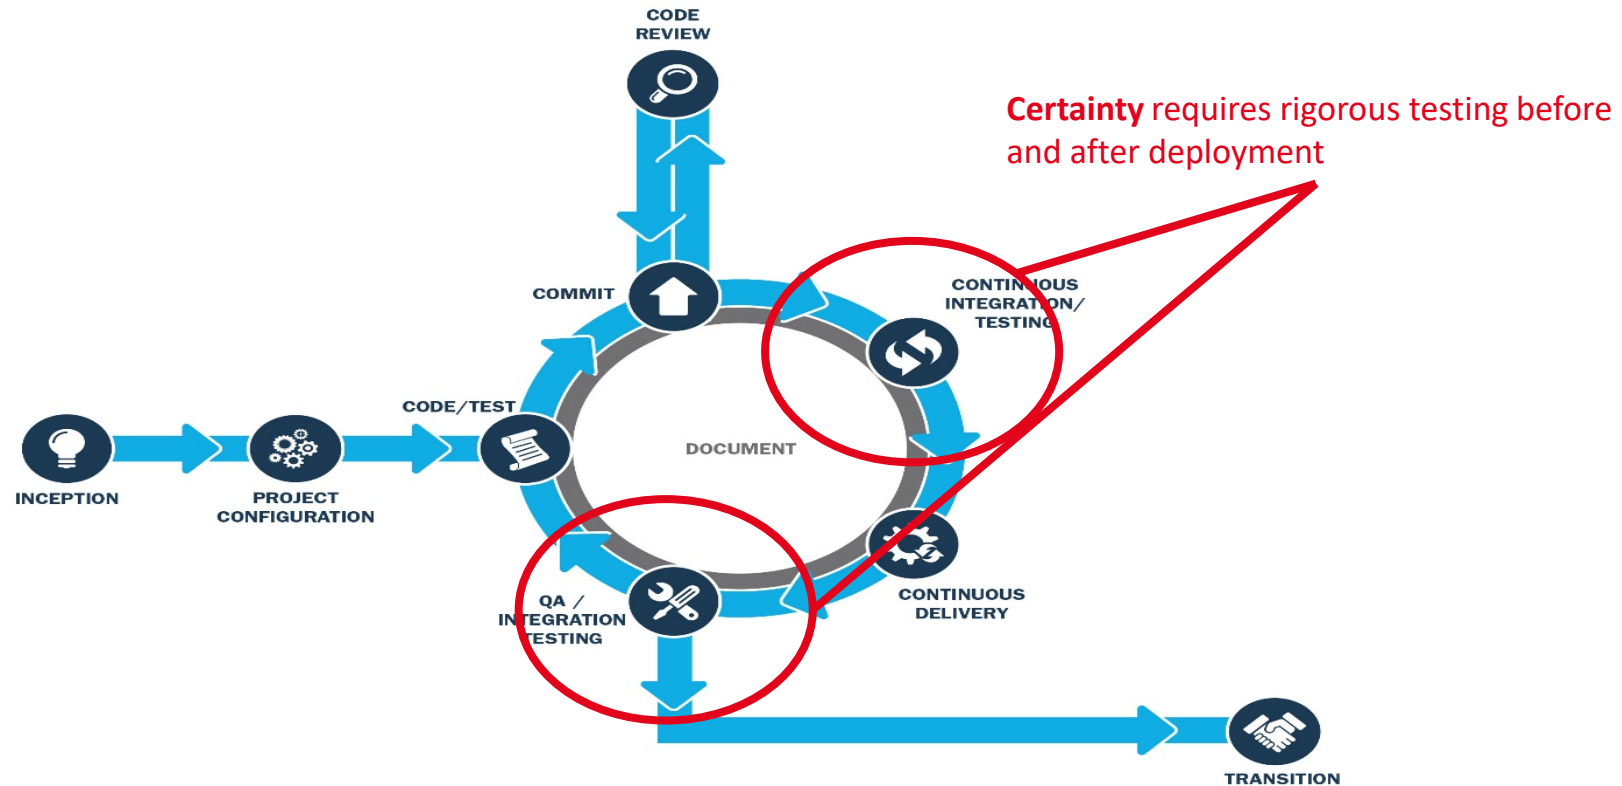 CODE
REVIEW
Certainty requires rigorous testing before
and after deployment
COMMIT
CONTINUOUS
INTEGRATION/
TESTING
CODE/TEST
DOCUMENT
INCEPTION
PROJECT
CONFIGURATION
QA /
INTEGRATION
TESTING
CONTINUOUS
DELIVERY
TRANSITION